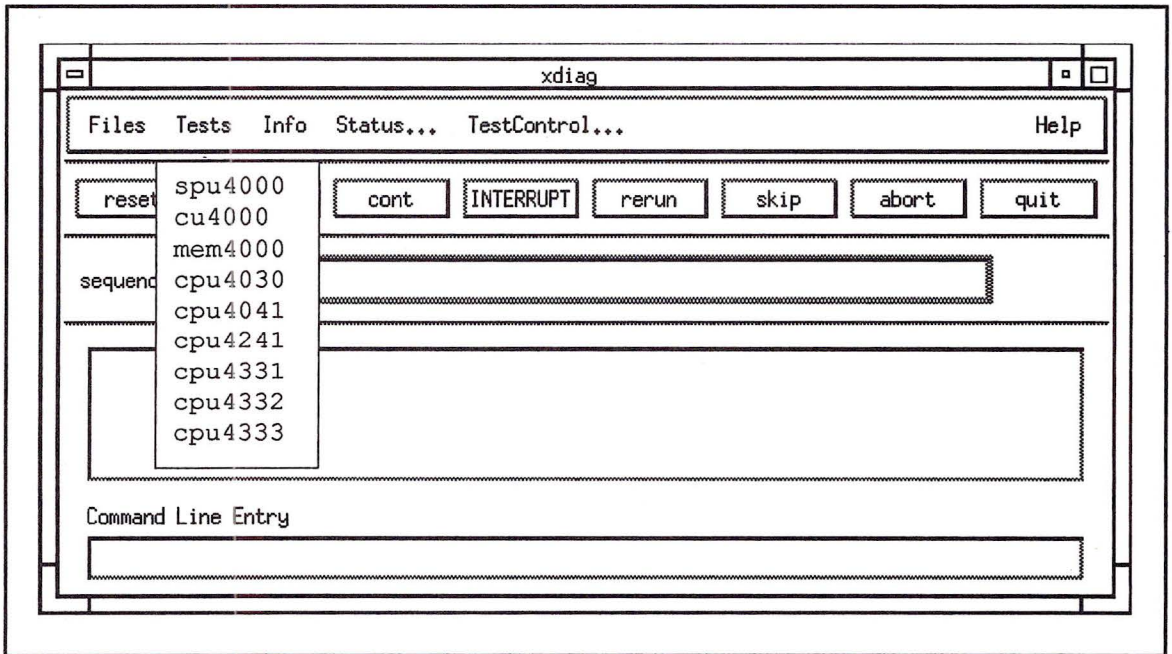 xdiag
Files Tests Info Status... TestControl... Help
reset cont INTERRUPT rerun skip abort quit
spu4000
cu4000
mem4000
sequenc
cpu4030
cpu4041
cpu4241
cpu4331
cpu4332
cpu4333
Command Line Entry